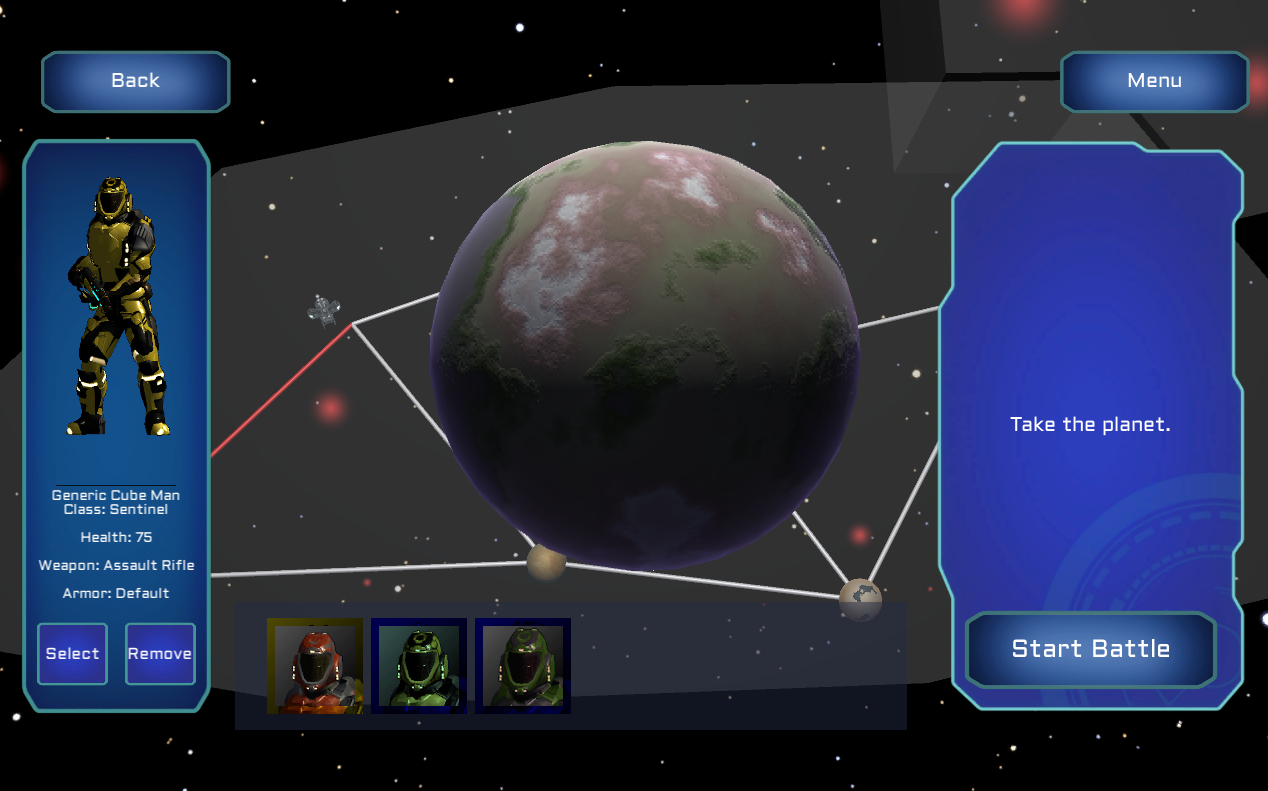 Back
Menu
Generic Cube Man
Class: Sentinel
Health: 75
Weapon: Assault Rifle
Armor: Default
Select
Remove
Take the planet.
Start Battle